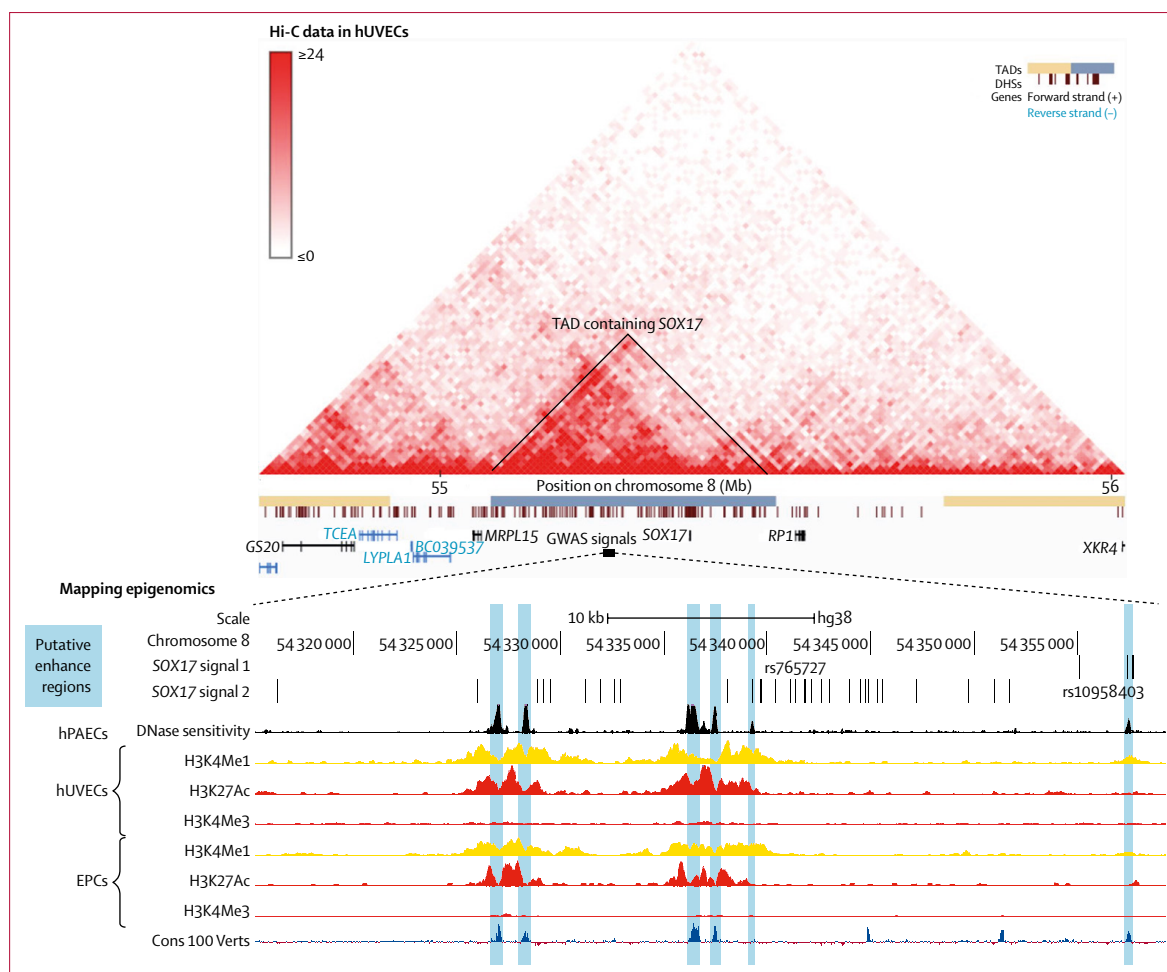 Hi-C data in hUVECs
≥24
≤0
TADs
DHSs
Genes Forward strand (+)
Reverse strand (–)
TAD containing SOX17
55 Position on chromosome 8 (Mb) 56
TCEA MRPL15 SOX17 RP1
GS20 LYPLA1 BC039537 GWAS signals XKR4
Mapping epigenomics
Putative
enhance
regions
Scale 10 kb hg38
Chromosome 8 54 320 000 54 325 000 54 330 000 54 335 000 54 340 000 54 345 000 54 350 000 54 355 000
SOX17 signal 1 rs765727
SOX17 signal 2 rs10958403
hPAECs DNase sensitivity
hUVECs
H3K4Me1
H3K27Ac
H3K4Me3
EPCs
H3K4Me1
H3K27Ac
H3K4Me3
Cons 100 Verts